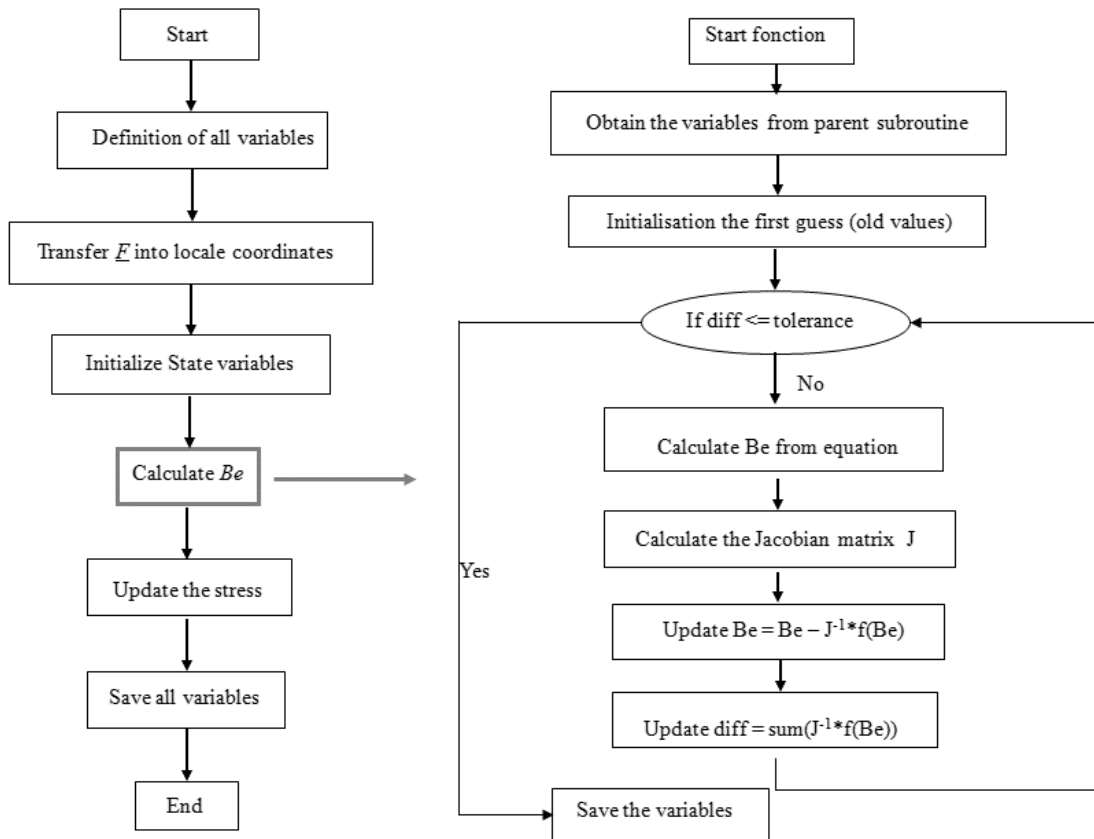 Start
Definition of all variables
Transfer F into locale coordinates
Initialize State variables
Calculate Be
Update the stress
Save all variables
End
Start fonction
Obtain the variables from parent subroutine
Initialisation the first guess (old values)
If diff <= tolerance
No
Calculate Be from equation
Calculate the Jacobian matrix J
Yes
Update Be = Be – J⁻¹*f(Be)
Update diff = sum(J⁻¹*f(Be))
Save the variables